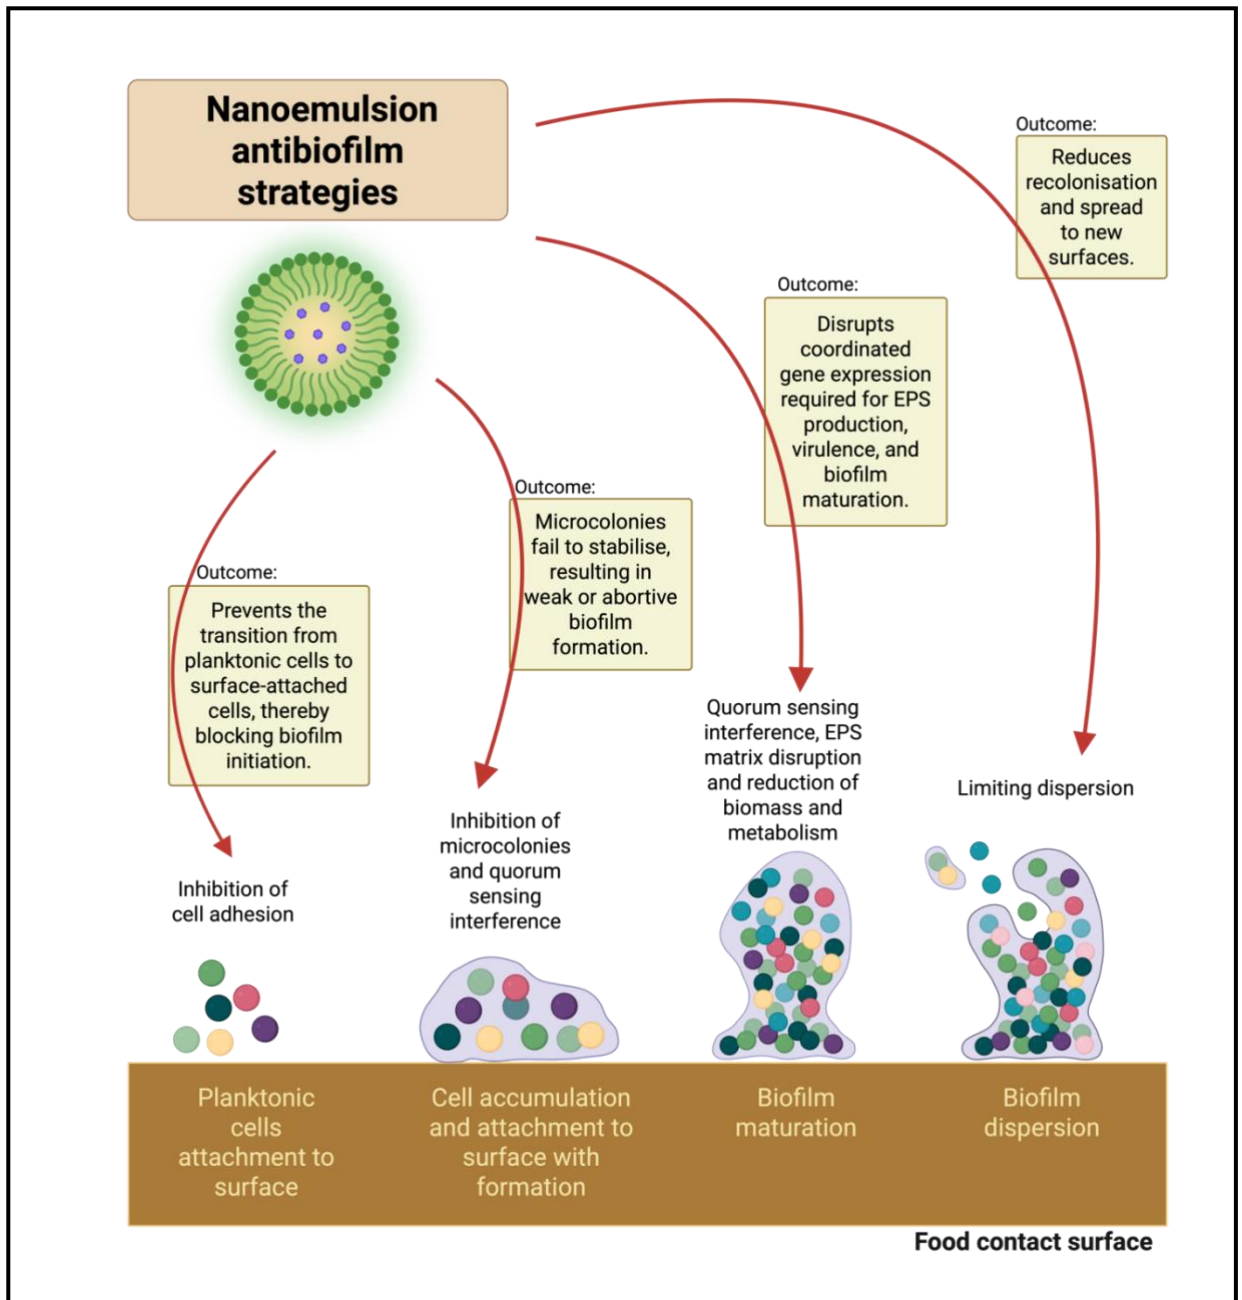 Nanoemulsion
antibiofilm
strategies
Outcome:
Reduces
recolonisation
and spread
to new
surfaces.
Outcome:
Disrupts
coordinated
gene expression
required for EPS
production,
virulence, and
biofilm
maturation.
Outcome:
Microcolonies
fail to stabilise,
resulting in
weak or abortive
biofilm
formation.
Outcome:
Prevents the
transition from
planktonic cells to
surface-attached
cells, thereby
blocking biofilm
initiation.
Inhibition of
cell adhesion
Inhibition of
microcolonies
and quorum
sensing
interference
Quorum sensing
interference, EPS
matrix disruption
and reduction of
biomass and
metabolism
Limiting dispersion
Planktonic
cells
attachment to
surface
Cell accumulation
and attachment to
surface with
formation
Biofilm
maturation
Biofilm
dispersion
Food contact surface